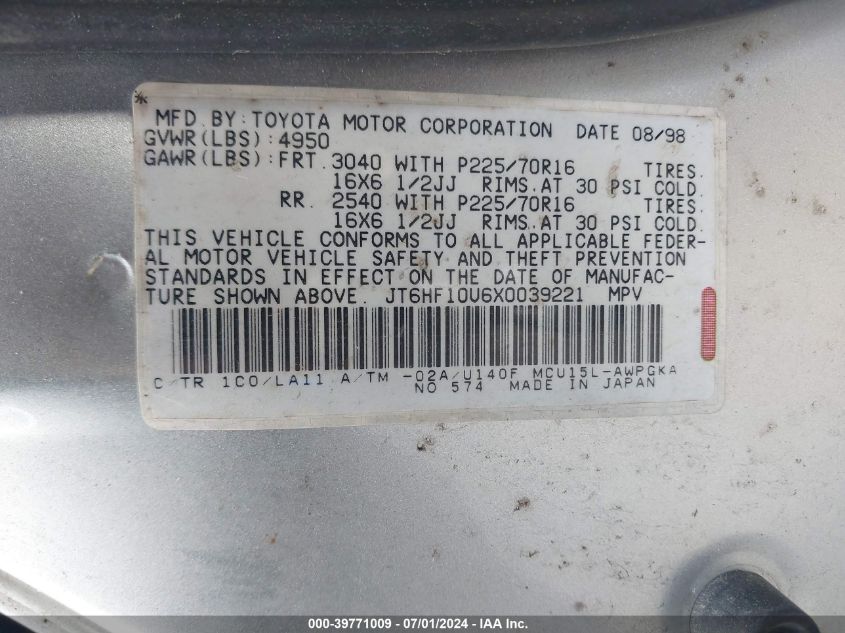 * MFD.BY:TOYOTA MOTOR CORPORATION DATE 08/98
GVWR(LBS):4950
GAWR(LBS):FRT. 3040 WITH P225/70R16 TIRES.
16X6 1/2JJ RIMS.AT 30 PSI COLD.
RR. 2540 WITH P225/70R16 TIRES.
16X6 1/2JJ RIMS.AT 30 PSI COLD.
THIS VEHICLE CONFORMS TO ALL APPLICABLE FEDER-
AL MOTOR VEHICLE SAFETY AND THEFT PREVENTION
STANDARDS IN EFFECT ON THE DATE OF MANUFAC-
TURE SHOWN ABOVE. JT6HF10U6X0039221 MPV
C/TR 1C0/LA11 A/TM -02A/U140F MCU15L-AWPGKA
NO 574 MADE IN JAPAN
000-39771009 - 07/01/2024 - IAA Inc.